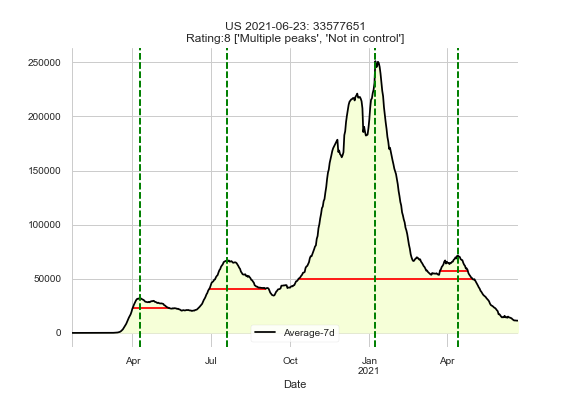 US 2021-06-23: 33577651
Rating:8 ['Multiple peaks', 'Not in control']
250000
200000
150000
100000
50000
0
Average-7d
Apr Jul Oct Jan Apr
2021
Date